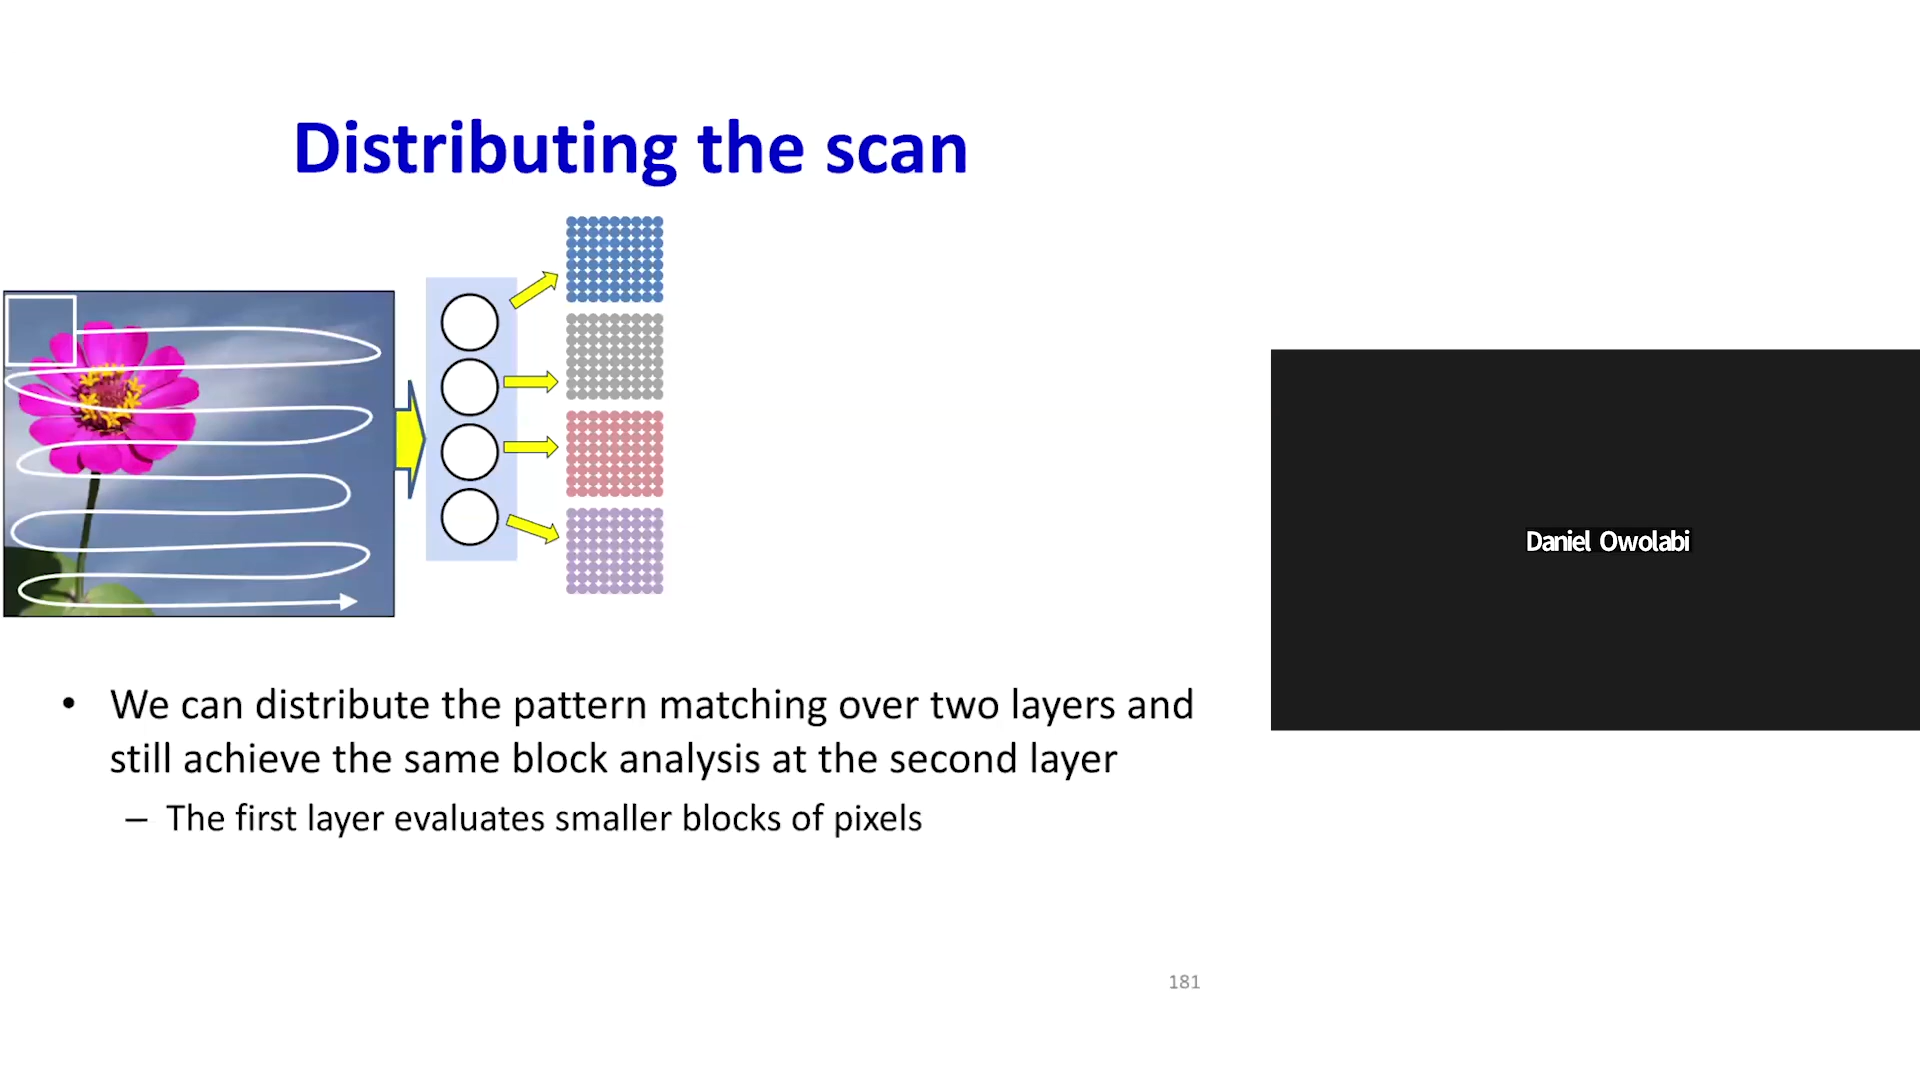 Distributing the scan
• We can distribute the pattern matching over two layers and
still achieve the same block analysis at the second layer
– The first layer evaluates smaller blocks of pixels
181
Daniel Owolabi